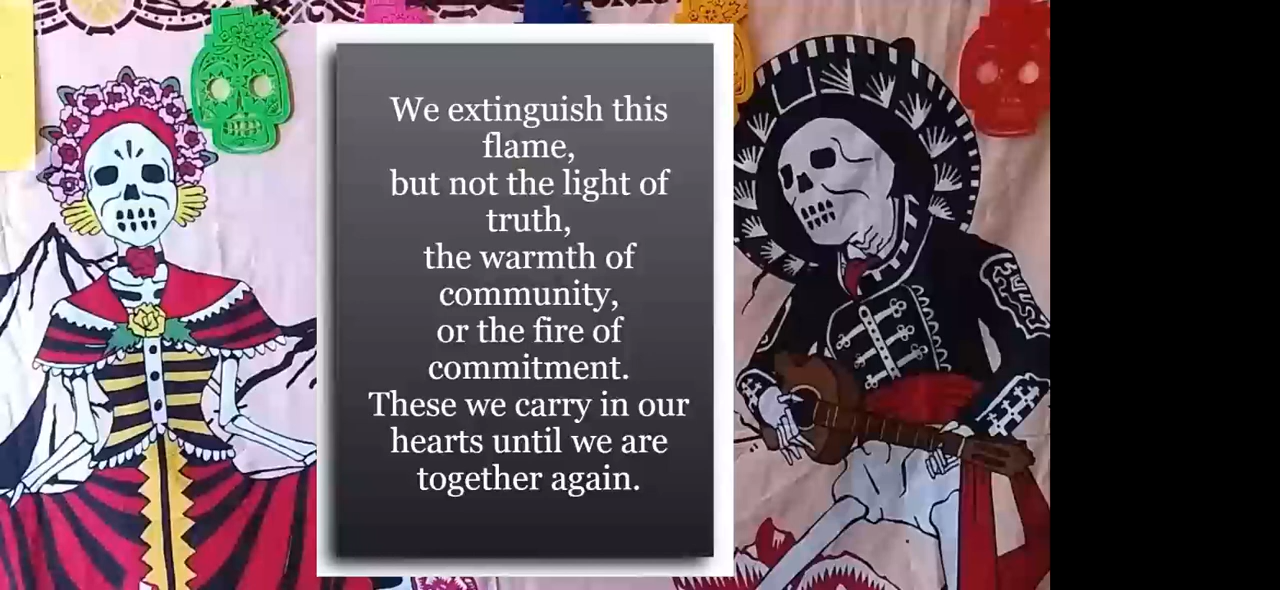 We extinguish this
flame,
but not the light of
truth,
the warmth of
community,
or the fire of
commitment.
These we carry in our
hearts until we are
together again.